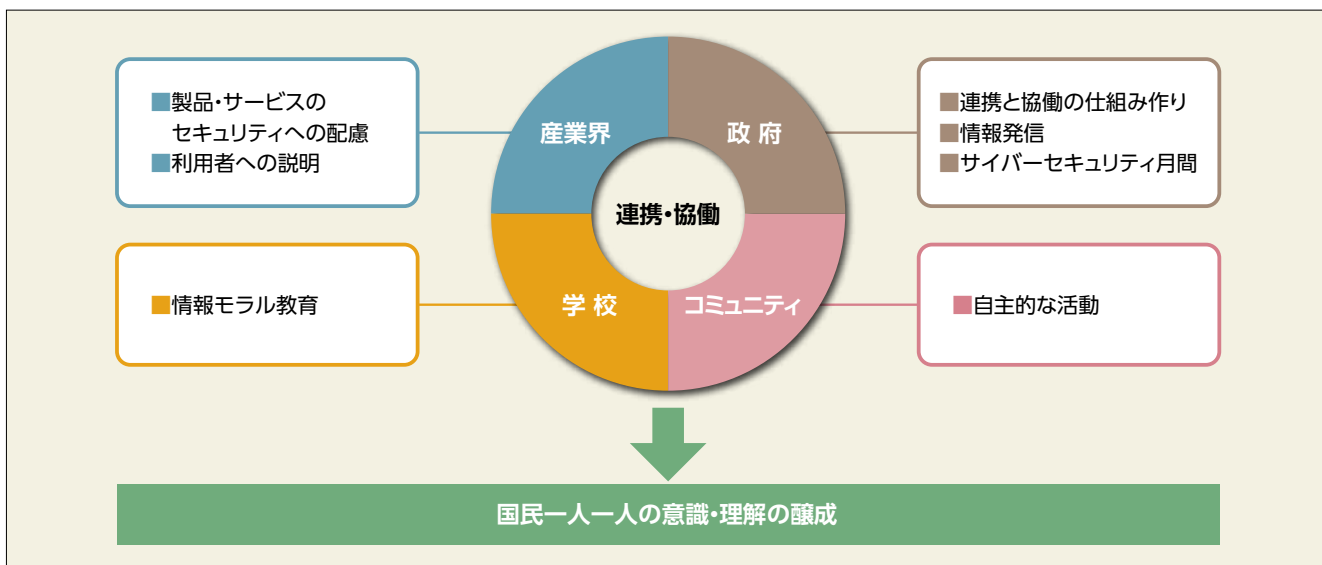 ■製品・サービスの
セキュリティへの配慮
■利用者への説明
産業界
政 府
■連携と協働の仕組み作り
■情報発信
■サイバーセキュリティ月間
連携・協働
■情報モラル教育
学 校
コミュニティ
■自主的な活動
国民一人一人の意識・理解の醸成